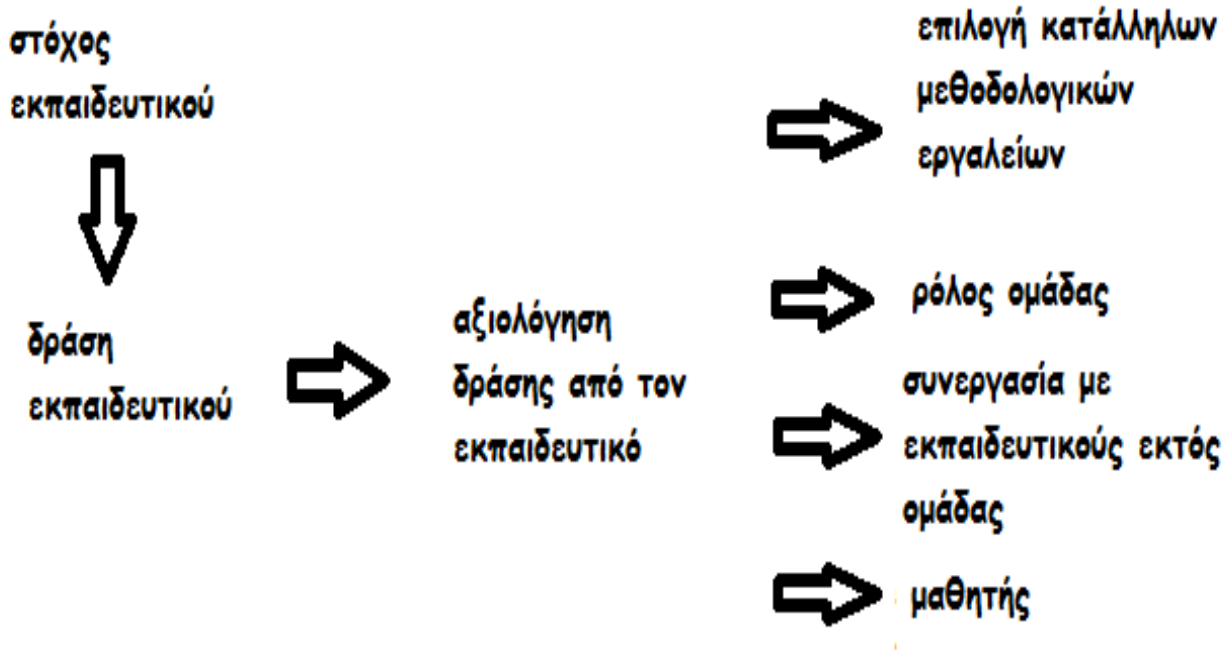 στόχος
εκπαιδευτικού
δράση
εκπαιδευτικού
αξιολόγηση
δράσης από τον
εκπαιδευτικό
επιλογή κατάλληλων
μεθοδολογικών
εργαλείων
ρόλος ομάδας
συνεργασία με
εκπαιδευτικούς εκτός
ομάδας
μαθητής